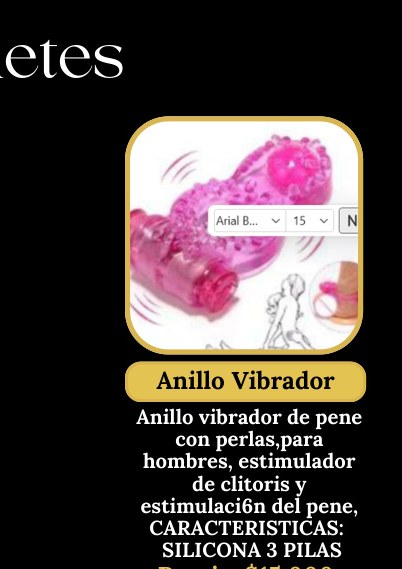 etes
Arial B...
15
N
Anillo Vibrador
Anillo vibrador de pene
con perlas,para
hombres, estimulador
de clitoris y
estimulaci6n del pene,
CARACTERISTICAS:
SILICONA 3 PILAS